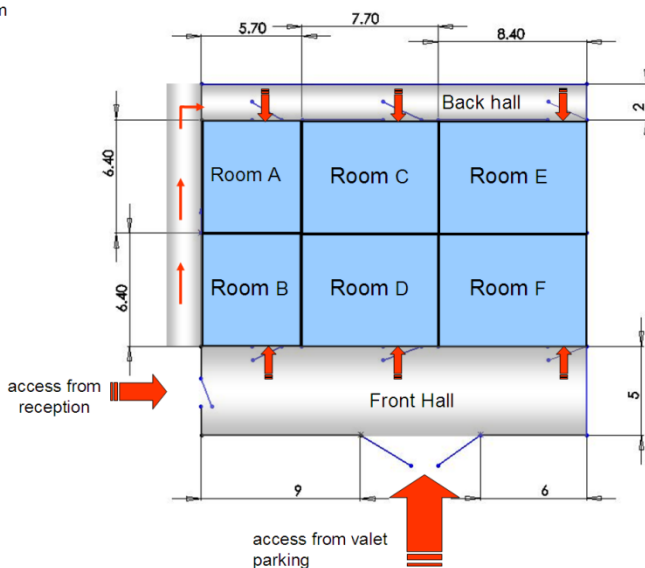 m
7.70
5.70
8.40
Back hall
2
6.40
Room A
Room C
Room E
6.40
Room B
Room D
Room F
access from
reception
Front Hall
5
9
6
access from valet
parking